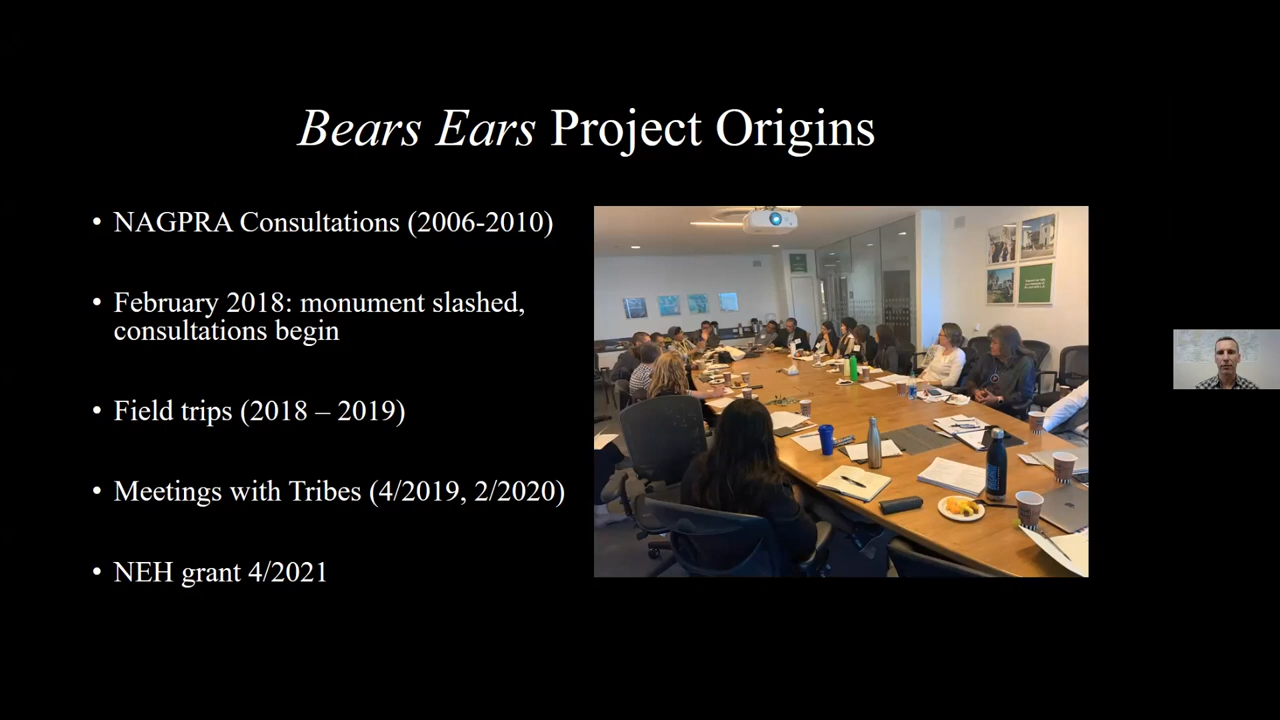 Bears Ears Project Origins
• NAGPRA Consultations (2006-2010)
• February 2018: monument slashed,
consultations begin
• Field trips (2018 – 2019)
• Meetings with Tribes (4/2019, 2/2020)
• NEH grant 4/2021